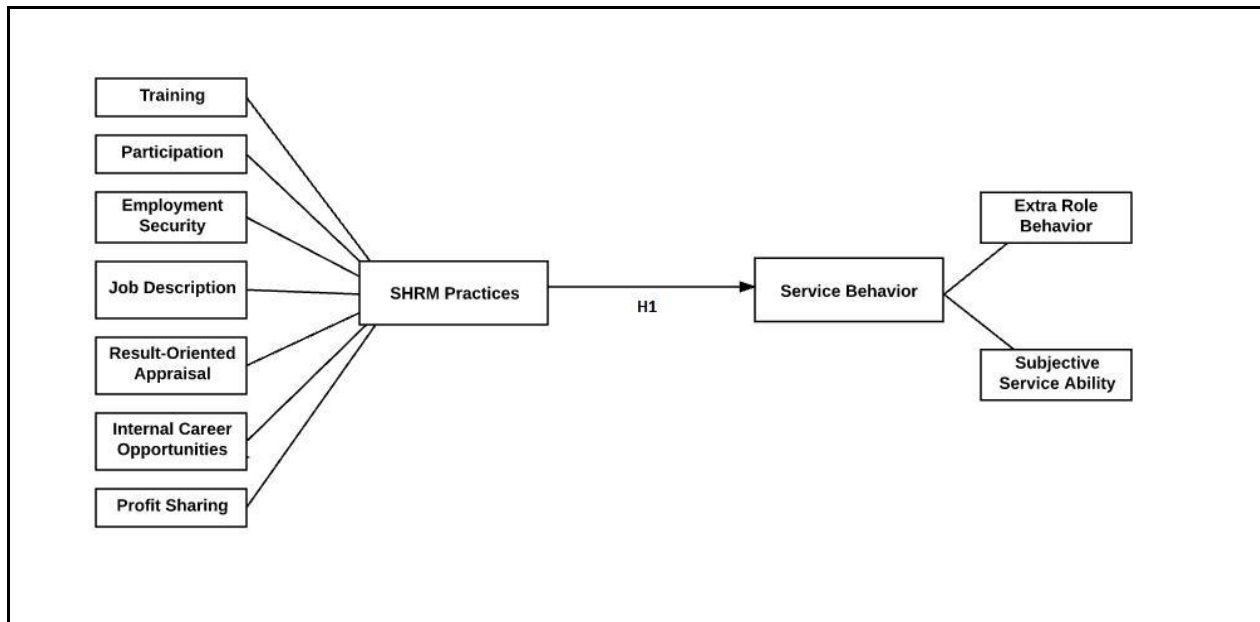 Training
Participation
Employment
Security
Job Description
Result-Oriented
Appraisal
Internal Career
Opportunities
Profit Sharing
SHRM Practices
H1
Service Behavior
Extra Role
Behavior
Subjective
Service Ability